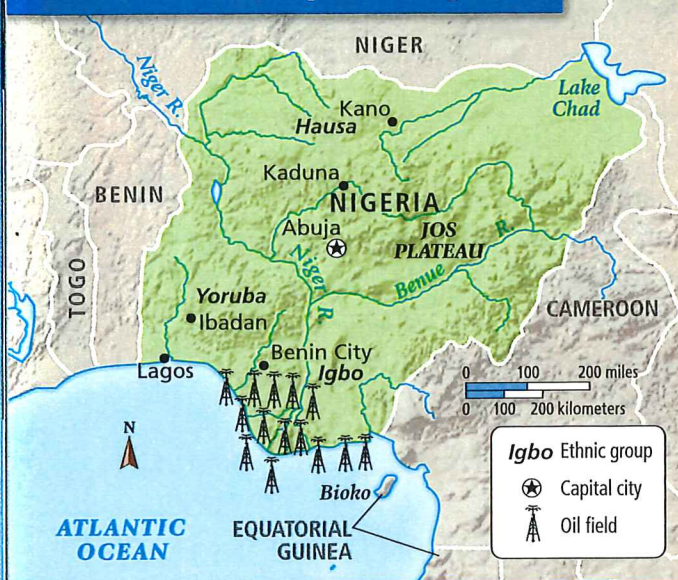 NIGER
Niger R.
Lake
Chad
Kano
Hausa
BENIN
Kaduna
NIGERIA
Abuja
JOS
PLATEAU
Niger R
Benue R.
TOGO
Yoruba
Ibadan
CAMEROON
Lagos
Benin City
Igbo
0 100 200 miles
0 100 200 kilometers
N
Igbo Ethnic group
Capital city
Oil field
Bioko
ATLANTIC
OCEAN
EQUATORIAL
GUINEA